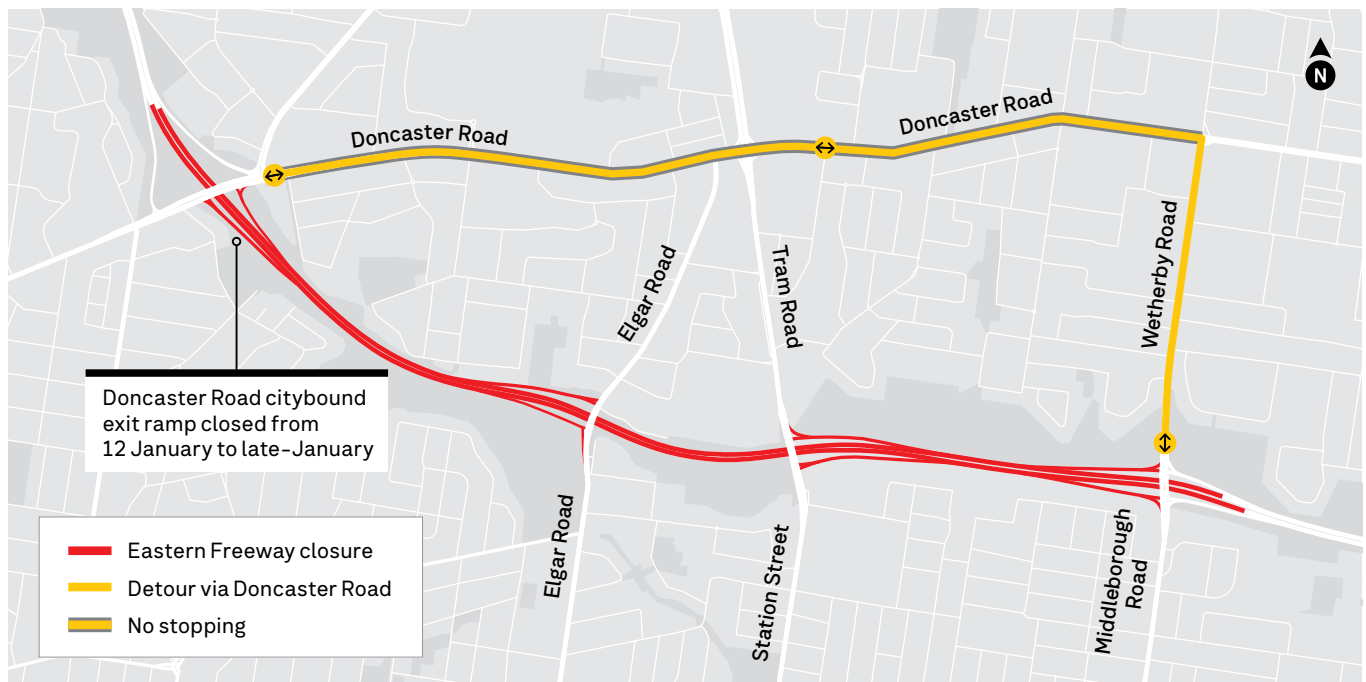 N
Doncaster Road
Doncaster Road
Elgar Road
Tram Road
Wetherby Road
Doncaster Road citybound
exit ramp closed from
12 January to late-January
Elgar Road
Station Street
Middleborough
Road
Eastern Freeway closure
Detour via Doncaster Road
No stopping